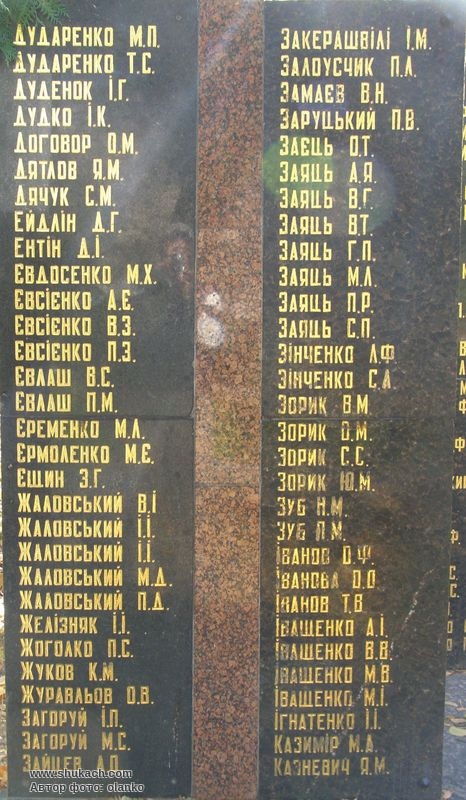 ДУДАРЕНКО М.П.
ДУДАРЕНКО Т.С.
ДУДЕНОК І.Г.
ДУДКО І.К.
ДОГОВОР О.М.
ДЯТЛОВ Я.М.
ДЯЧУК С.М.
ЕЙДЛІН Д.Г.
ЕНТІН Д.І
ЄВДОСЕНКО М.Х.
ЄВСІЄНКО А.Є.
ЄВСІЄНКО В.З.
ЄВСІЄНКО П.З.
ЄВЛАШ В.С.
ЄВЛАШ П.М.
ЄРЕМЕНКО М.Л.
ЄРМОЛЕНКО М.Є.
ЄЩИН З.Г.
ЖАЛОВСЬКИЙ В.І
ЖАЛОВСЬКИЙ І.І.
ЖАЛОВСЬКИЙ І.І.
ЖАЛОВСЬКИЙ М.Д.
ЖАЛОВСЬКИЙ П.Д.
ЖЕЛІЗНЯК І.І.
ЖОГОЛКО П.С.
ЖУКОВ К.М.
ЖУРАВЛЬОВ О.В.
ЗАГОРУЙ І.П.
ЗАГОРУЙ М.С.
ЗАЙЦЕВ
ЗАКЕРАШВІЛІ І.М.
ЗАЛОУСЧИК П.Л.
ЗАМАЄВ В.Н.
ЗАРУЦЬКИЙ П.В.
ЗАЄЦЬ О.Т.
ЗАЯЦЬ А.Я.
ЗАЯЦЬ В.Г.
ЗАЯЦЬ В.Т.
ЗАЯЦЬ Г.П.
ЗАЯЦЬ М.Л.
ЗАЯЦЬ П.Р.
ЗАЯЦЬ С.П.
ЗІНЧЕНКО Л.Ф
ЗІНЧЕНКО С.А.
ЗОРИК В.М
ЗОРИК О.М.
ЗОРИК С.С.
ЗОРИК Ю.М.
ЗУБ Н.М.
ЗУБ П.М.
ІВАНОВ О.Ф.
ІВАНОВА О.О.
ІВАНОВ Т.В.
ІВАЩЕНКО А.І.
ІВАЩЕНКО В.В.
ІВАЩЕНКО М.В.
ІВАЩЕНКО М.І.
ІГНАТЕНКО І.І.
КАЗИМІР М.А.
КАЗНЕВИЧ Я.М.
www.shukach.com
Автор фото: olanko